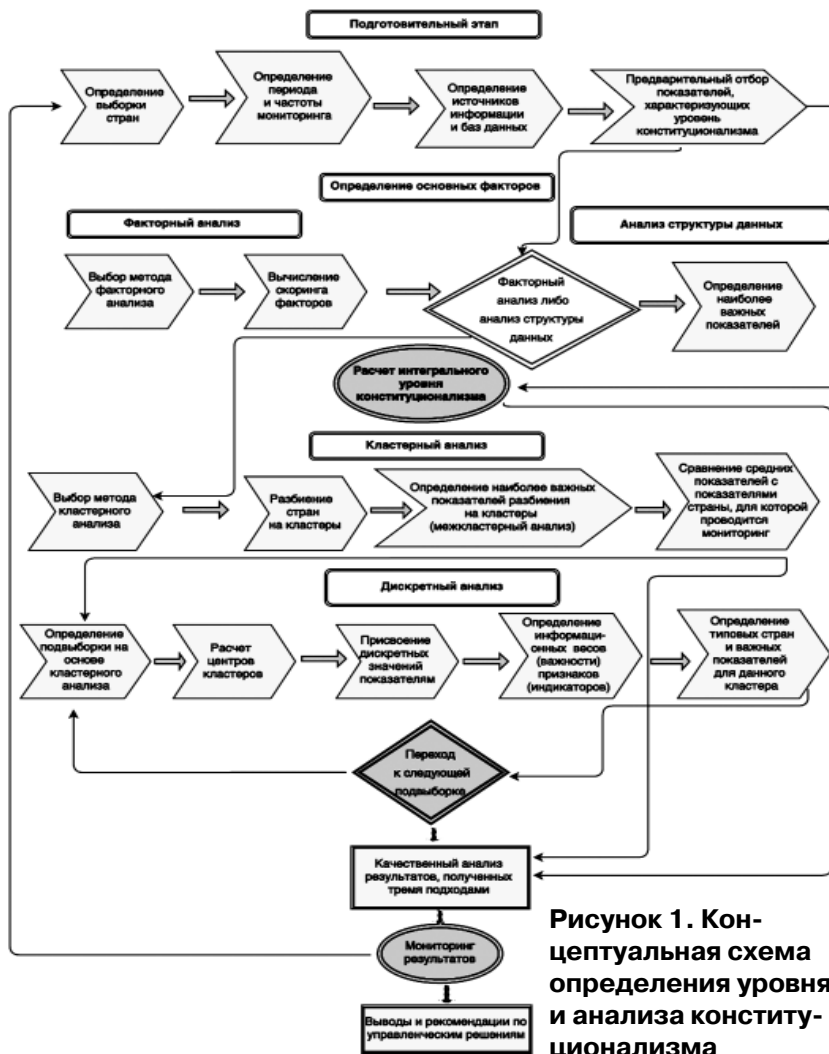 Подготовительный этап
Определение
выборки
стран
Определение
периода
и частоты
мониторинга
Определение
источников
информации
и баз данных
Предварительный отбор
показателей,
характеризующих
уровень
конституционализма
Определение основных факторов
Факторный анализ
Анализ структуры данных
Выбор метода
факторного
анализа
Вычисление
скоринга
факторов
Факторный
анализ либо
анализ структуры
данных
Определение
наиболее
важных
показателей
Расчет интегрального
уровня
конституционализма
Кластерный анализ
Выбор метода
кластерного
анализа
Разбиение
стран
на кластеры
Определение наиболее важных
показателей разбиения
на кластеры
(межкластерный анализ)
Сравнение средних
показателей с
показателями
страны, для которой
проводится
мониторинг
Дискретный анализ
Определение
подвыборки на
основе
кластерного
анализа
Расчет
центров
кластеров
Присвоение
дискретных
значений
показателям
Определение
информаци-
онных весов
(важности)
признаков
(индикаторов)
Определение
типовых стран
и важных
показателей
для данного
кластера
Переход
к следующей
подвыборке
Качественный анализ
результатов, полученных
тремя подходами
Мониторинг
результатов
Выводы и рекомендации по
управленческим решениям
Рисунок 1. Кон-
цептуальная схема
определения уровня
и анализа конститу-
ционализма